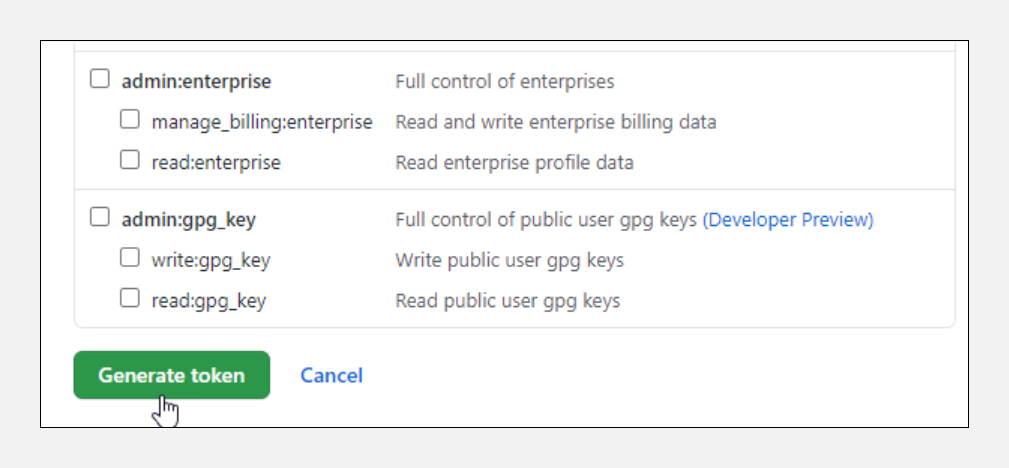 admin:enterprise Full control of enterprises
manage_billing:enterprise Read and write enterprise billing data
read:enterprise Read enterprise profile data
admin:gpg_key Full control of public user gpg keys (Developer Preview)
write:gpg_key Write public user gpg keys
read:gpg_key Read public user gpg keys
Generate token Cancel